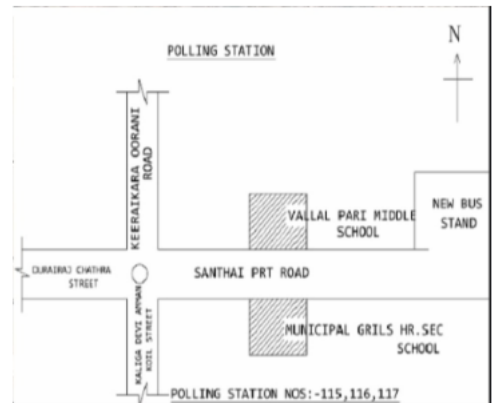 POLLING STATION
N
KEERAIKARA OORANI
ROAD
VALLAL PARI MIDDLE
SCHOOL
NEW BUS
STAND
DURAIRAJ CHATHRA
STREET
SANTHAI PRT ROAD
KALIGA DEVI AMMAN
KOIL STREET
MUNICIPAL GRILS HR.SEC
SCHOOL
POLLING STATION NOS:-115,116,117